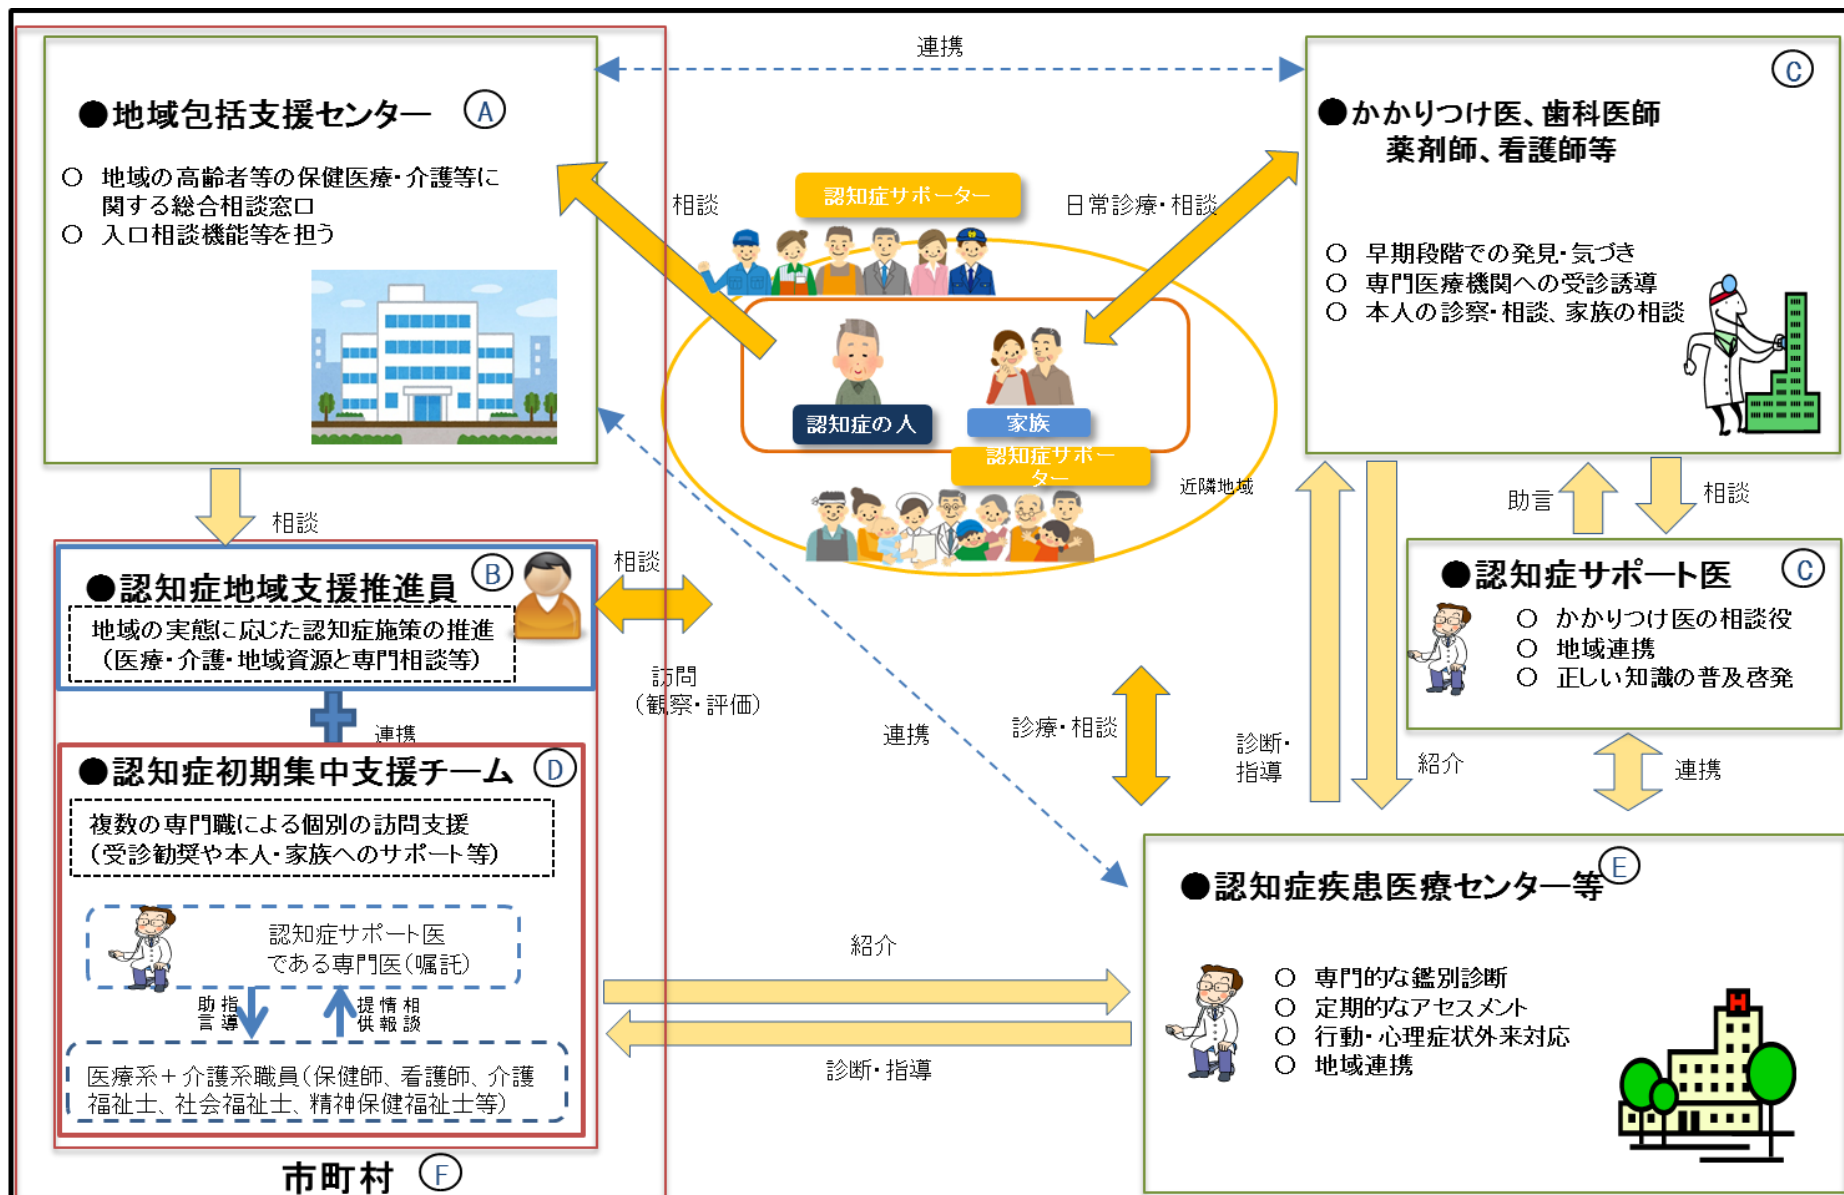 連携
●地域包括支援センター A
○ 地域の高齢者等の保健医療・介護等に
関する総合相談窓口
○ 入口相談機能等を担う
相談
認知症サポーター
日常診療・相談
C
●かかりつけ医、歯科医師
薬剤師、看護師等
○ 早期段階での発見・気づき
○ 専門医療機関への受診誘導
○ 本人の診察・相談、家族の相談
認知症の人
家族
認知症サポー
ター
近隣地域
相談
助言
相談
●認知症地域支援推進員 B
地域の実態に応じた認知症施策の推進
(医療・介護・地域資源と専門相談等)
相談
訪問
(観察・評価)
連携
●認知症サポート医 C
○ かかりつけ医の相談役
○ 地域連携
○ 正しい知識の普及啓発
連携
診療・相談
診断・
指導
紹介
連携
●認知症初期集中支援チーム D
複数の専門職による個別の訪問支援
(受診勧奨や本人・家族へのサポート等)
認知症サポート医
である専門医(嘱託)
指導
助言
相談
情報
提供
医療系+介護系職員(保健師、看護師、介護
福祉士、社会福祉士、精神保健福祉士等)
紹介
診断・指導
●認知症疾患医療センター等 E
○ 専門的な鑑別診断
○ 定期的なアセスメント
○ 行動・心理症状外来対応
○ 地域連携
H
市町村 F